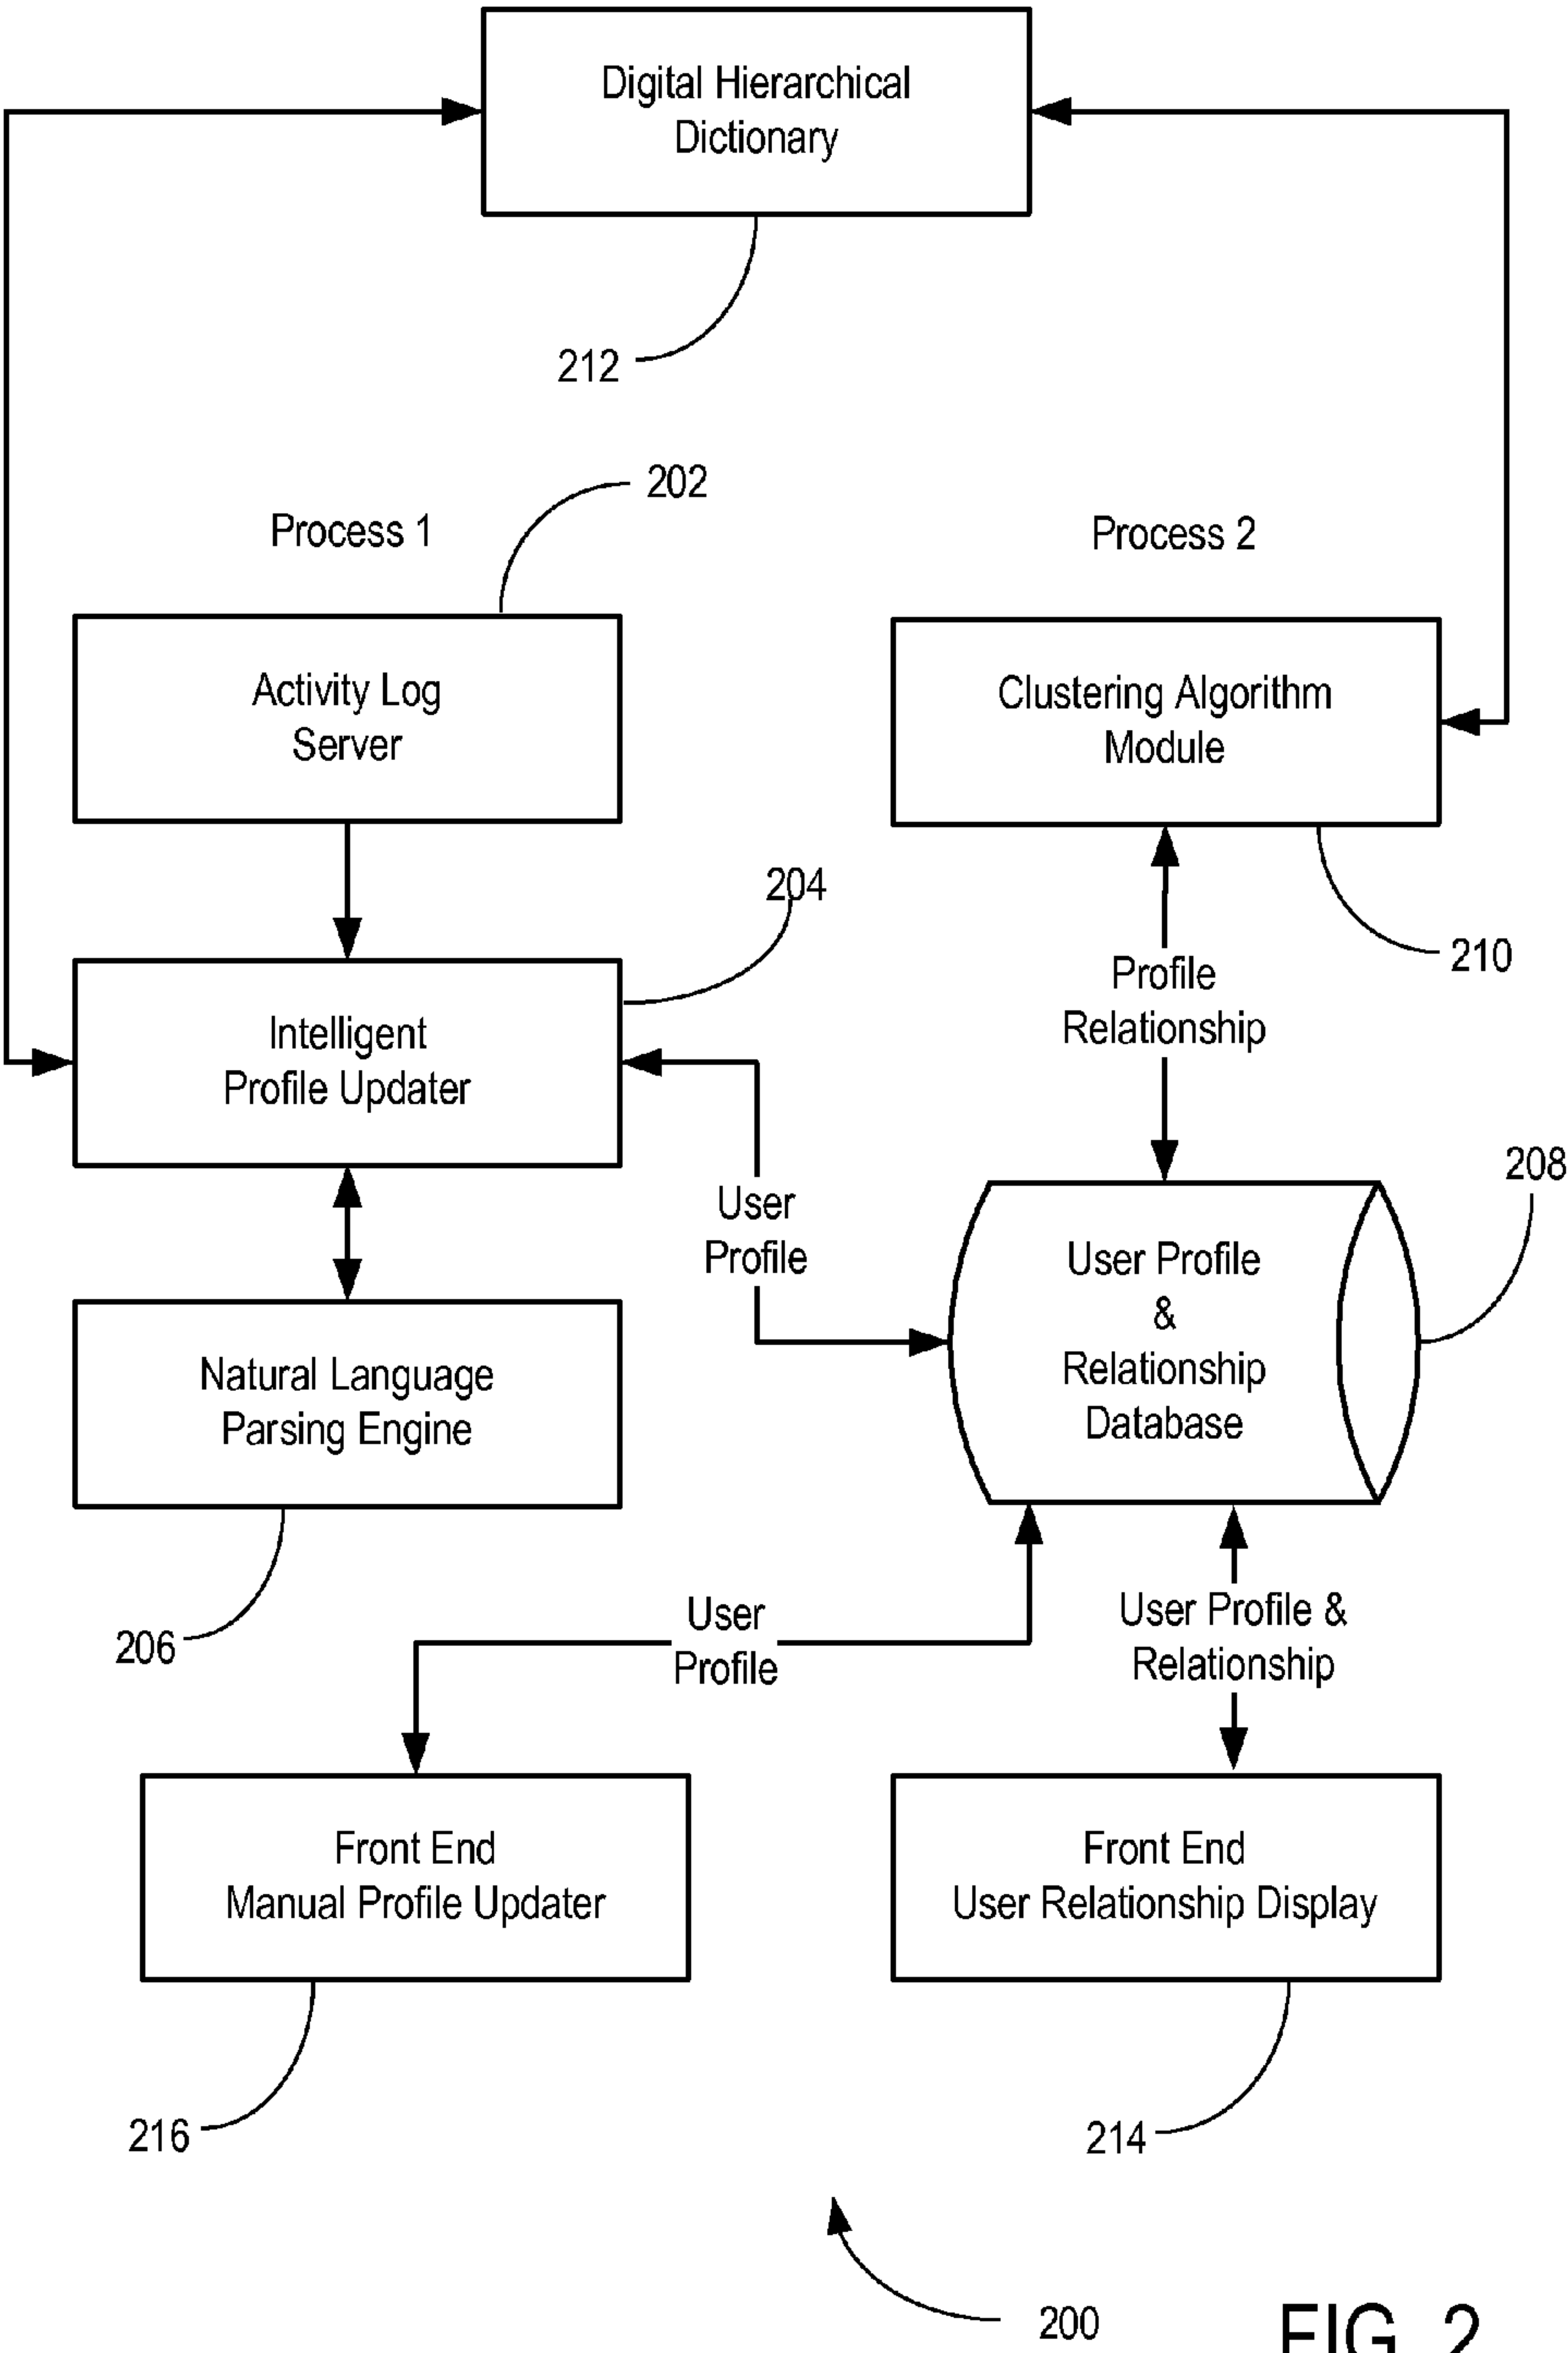 Digital Hierarchical
Dictionary
212
202
Process 1
Process 2
Activity Log
Server
Clustering Algorithm
Module
204
210
Profile
Relationship
Intelligent
Profile Updater
User
Profile
208
User Profile
&
Relationship
Database
Natural Language
Parsing Engine
206
User
Profile
User Profile &
Relationship
Front End
Manual Profile Updater
Front End
User Relationship Display
216
214
200
FIG. 2